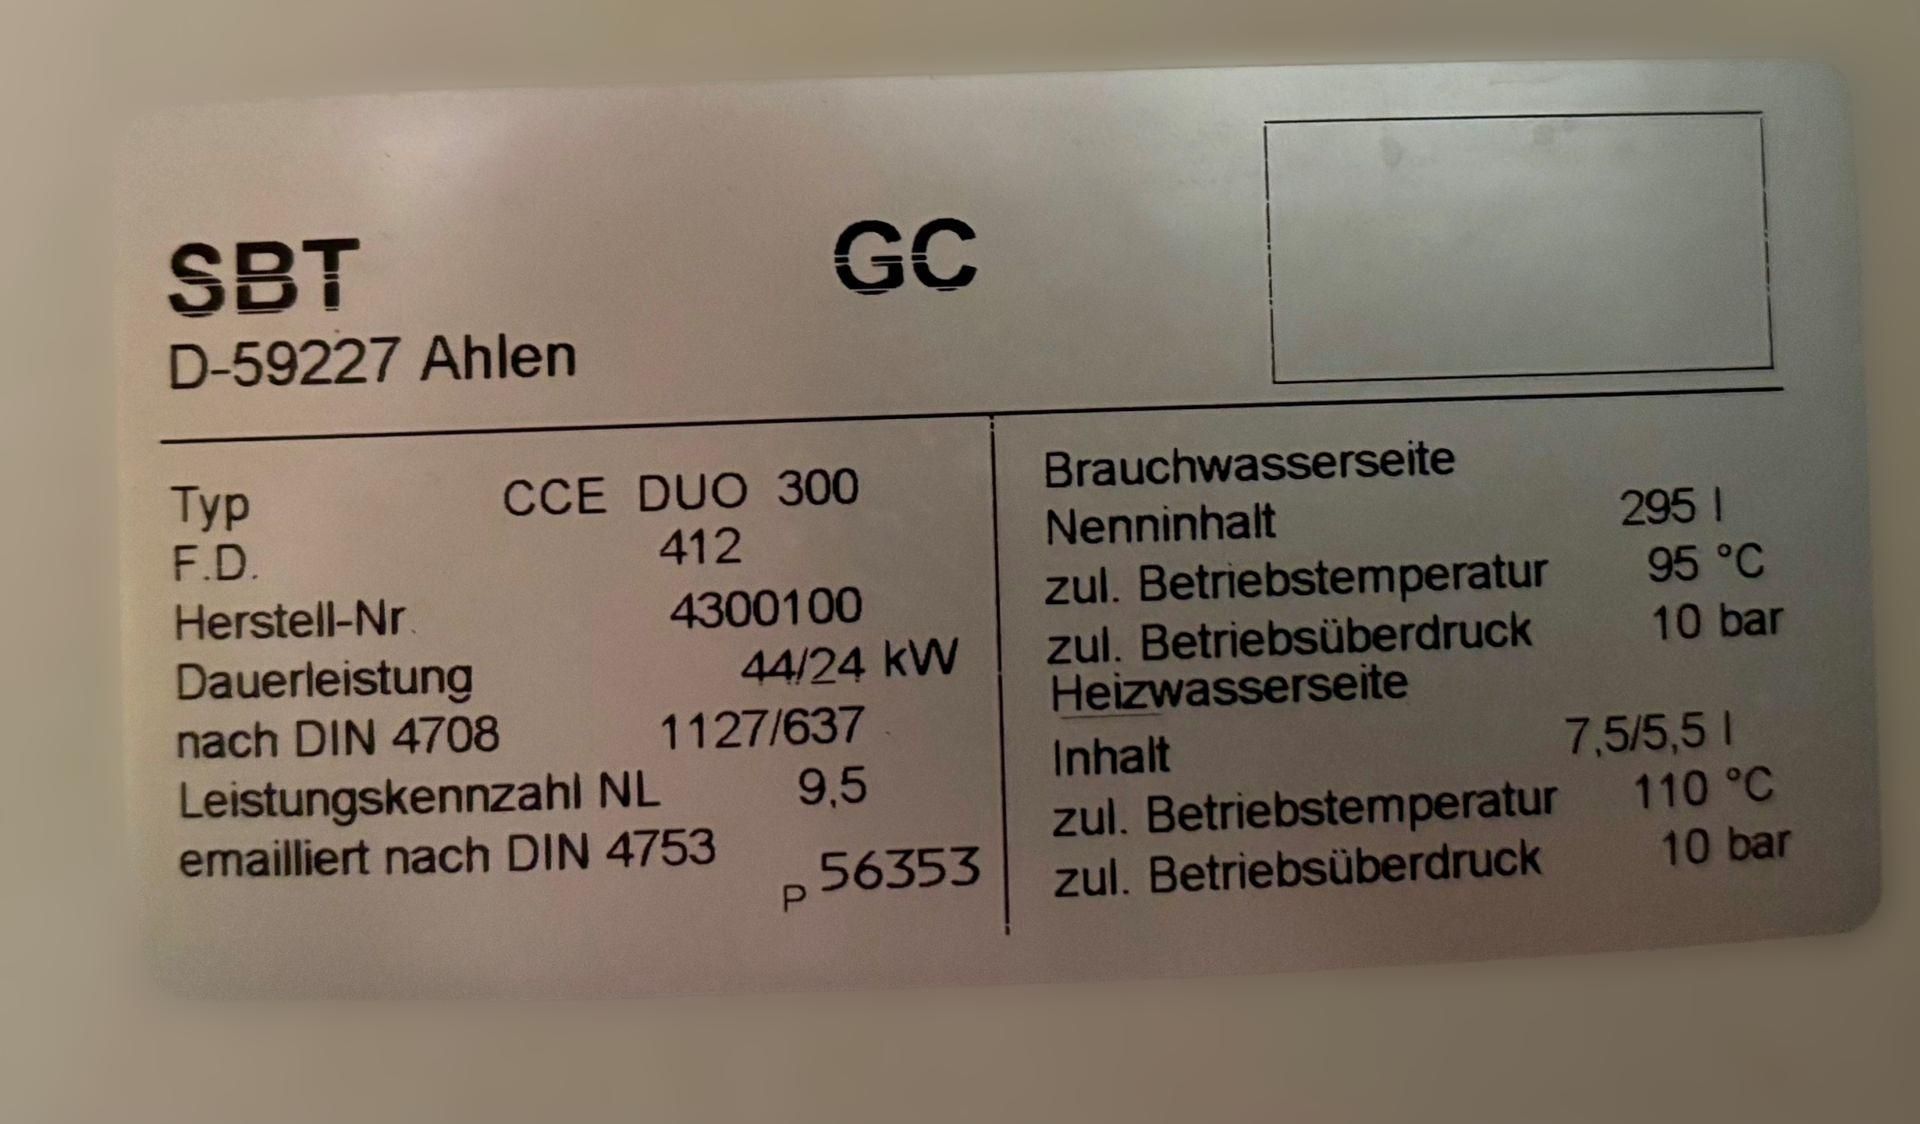 SBT GC
D-59227 Ahlen
Typ CCE DUO 300
F.D. 412
Herstell-Nr. 4300100
Dauerleistung 44/24 kW
nach DIN 4708 1127/637
Leistungskennzahl NL 9,5
emailliert nach DIN 4753
P 56353
Brauchwasserseite
Nenninhalt 295 l
zul. Betriebstemperatur 95 °C
zul. Betriebsüberdruck 10 bar
Heizwasserseite
Inhalt 7,5/5,5 l
zul. Betriebstemperatur 110 °C
zul. Betriebsüberdruck 10 bar